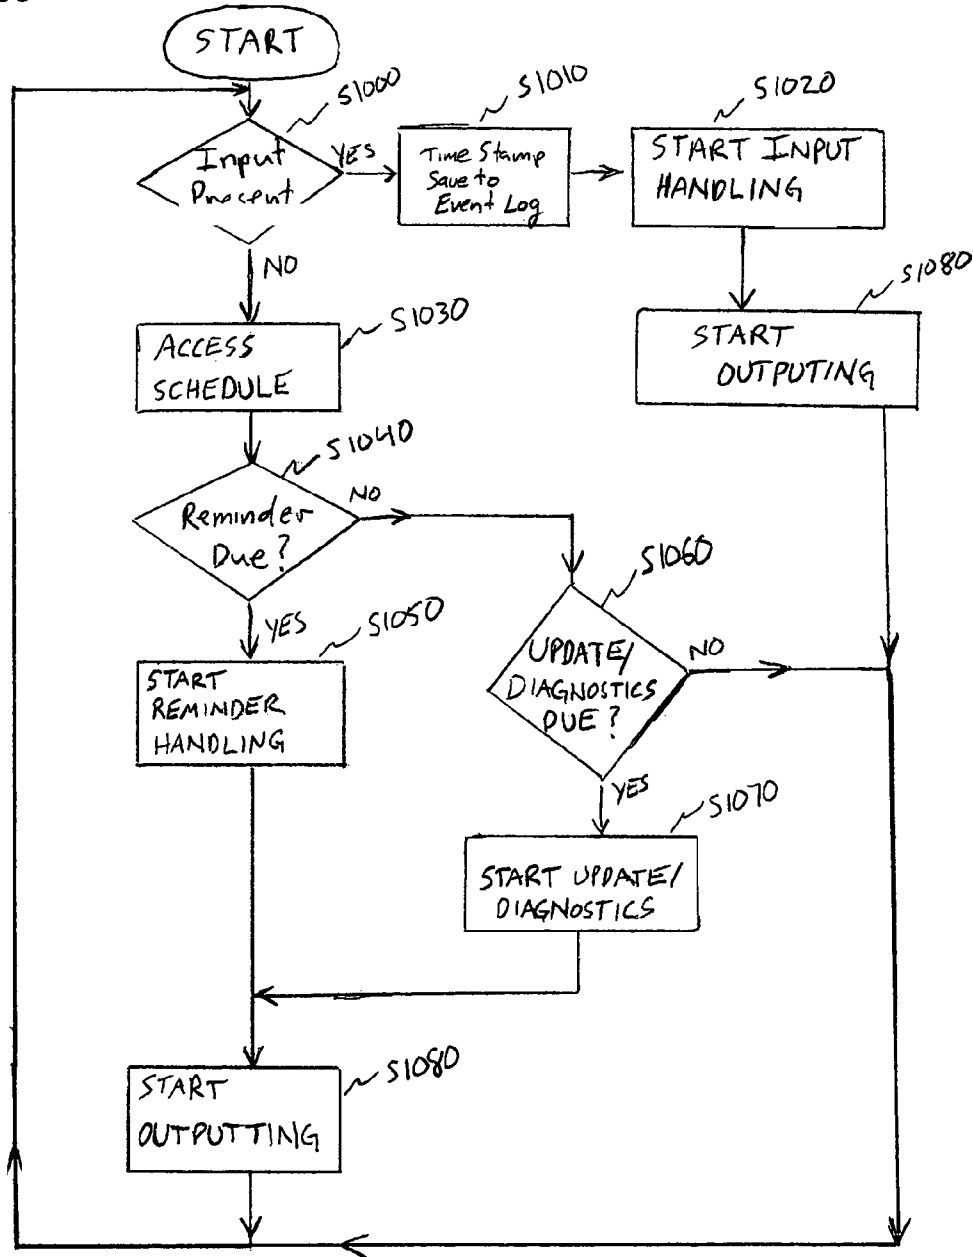 START
S1000
Input
Present
YES
S1010
Time Stamp
Save to
Event Log
S1020
START INPUT
HANDLING
NO
S1080
START
OUTPUTING
S1030
ACCESS
SCHEDULE
S1040
Reminder
Due?
NO
S1060
UPDATE/
DIAGNOSTICS
DUE?
NO
YES
S1050
START
REMINDER
HANDLING
YES
S1070
START UPDATE/
DIAGNOSTICS
S1080
START
OUTPUTTING